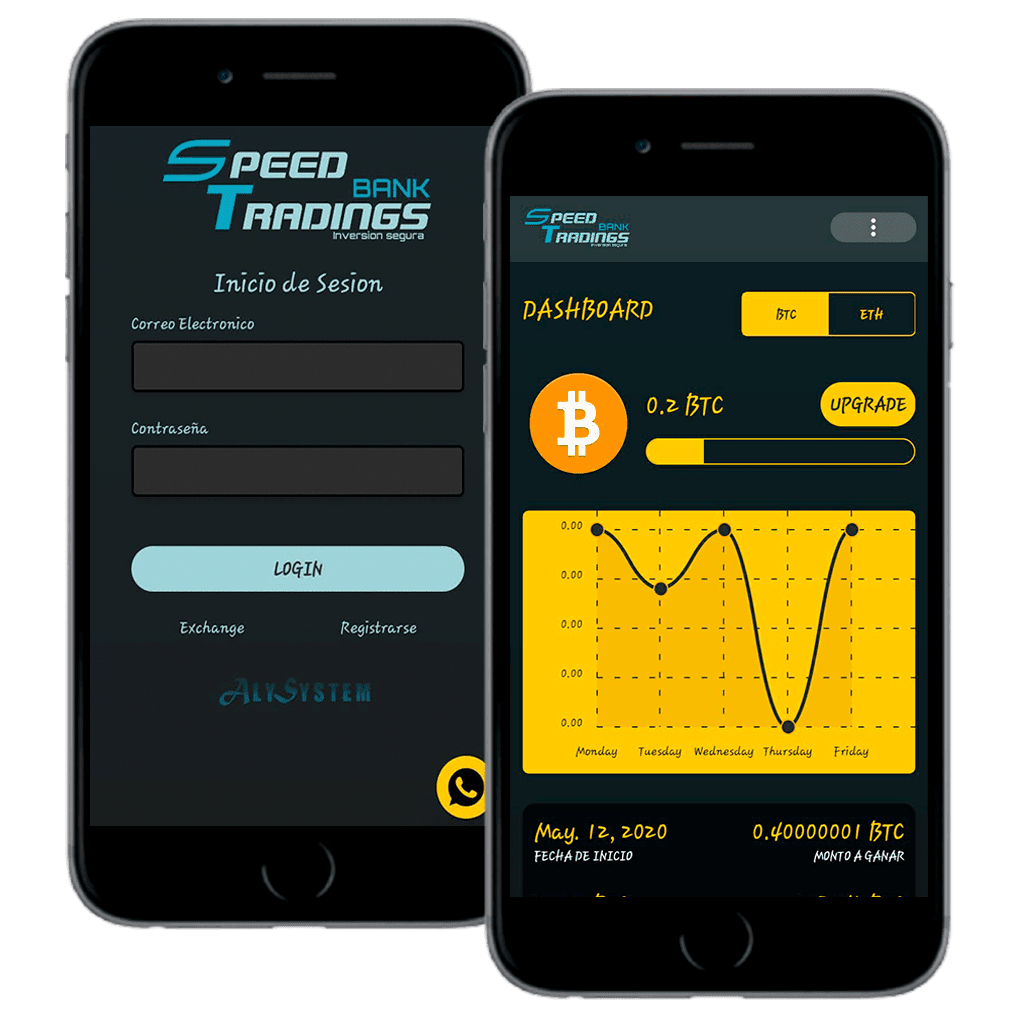 SPEED
BANK
TRADINGS
Inversion segura
Inicio de Sesion
Correo Electronico
Contraseña
LOGIN
Exchange Registrarse
ALYSYSTEM
SPEED
BANK
TRADINGS
Inversion segura
DASHBOARD
BTC ETH
0.2 BTC UPGRADE
0.00
0.00
0.00
0.00
0.00
Monday Tuesday Wednesday Thursday Friday
May. 12, 2020 0.40000001 BTC
FECHA DE INICIO MONTO A GANAR